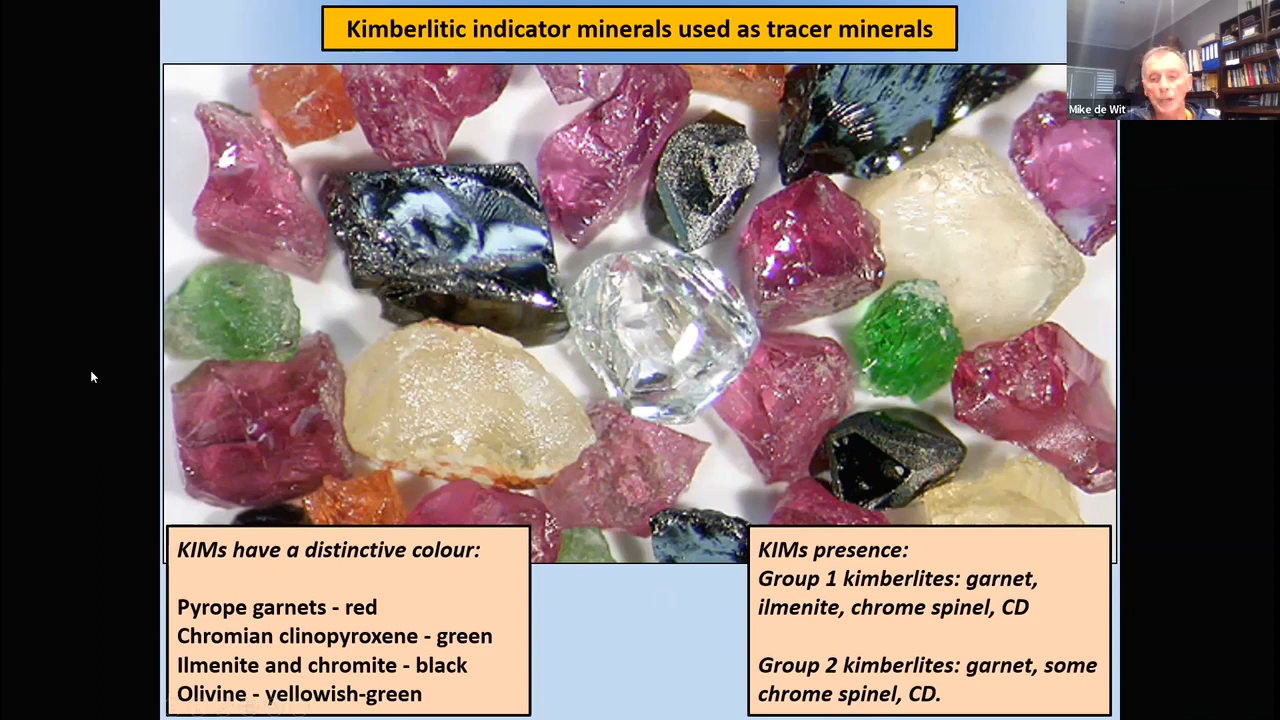 Kimberlitic indicator minerals used as tracer minerals
Mike de Wit
KIMs have a distinctive colour:
Pyrope garnets - red
Chromian clinopyroxene - green
Ilmenite and chromite - black
Olivine - yellowish-green
KIMs presence:
Group 1 kimberlites: garnet,
ilmenite, chrome spinel, CD
Group 2 kimberlites: garnet, some
chrome spinel, CD.